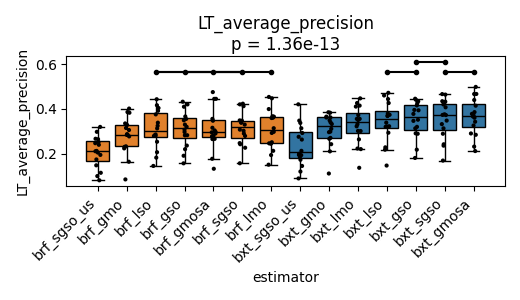 LT_average_precision
p = 1.36e-13
LT_average_precision
0.6
0.4
0.2
brf_sgso_us
brf_gmo
brf_lso
brf_gso
brf_gmosa
brf_sgso
brf_lmo
bxt_sgso_us
bxt_gmo
bxt_lmo
bxt_lso
bxt_gso
bxt_sgso
bxt_gmosa
estimator